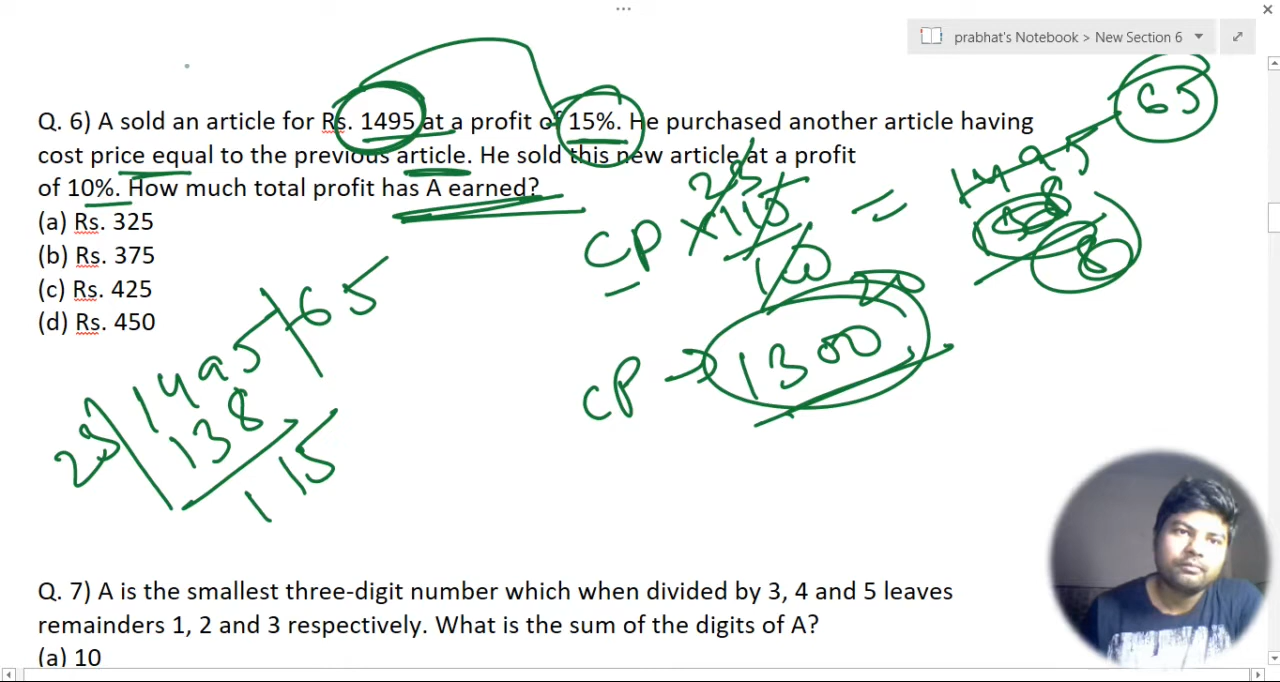 prabhat's Notebook > New Section 6
Q. 6) A sold an article for Rs. 1495 at a profit of 15%. He purchased another article having
cost price equal to the previous article. He sold this new article at a profit
of 10%. How much total profit has A earned?
(a) Rs. 325
(b) Rs. 375
(c) Rs. 425
(d) Rs. 450
65
1495
23
CP × 115 =
100
20
CP → 1300
23) 1495 ( 65
138
115
Q. 7) A is the smallest three-digit number which when divided by 3, 4 and 5 leaves
remainders 1, 2 and 3 respectively. What is the sum of the digits of A?
(a) 10